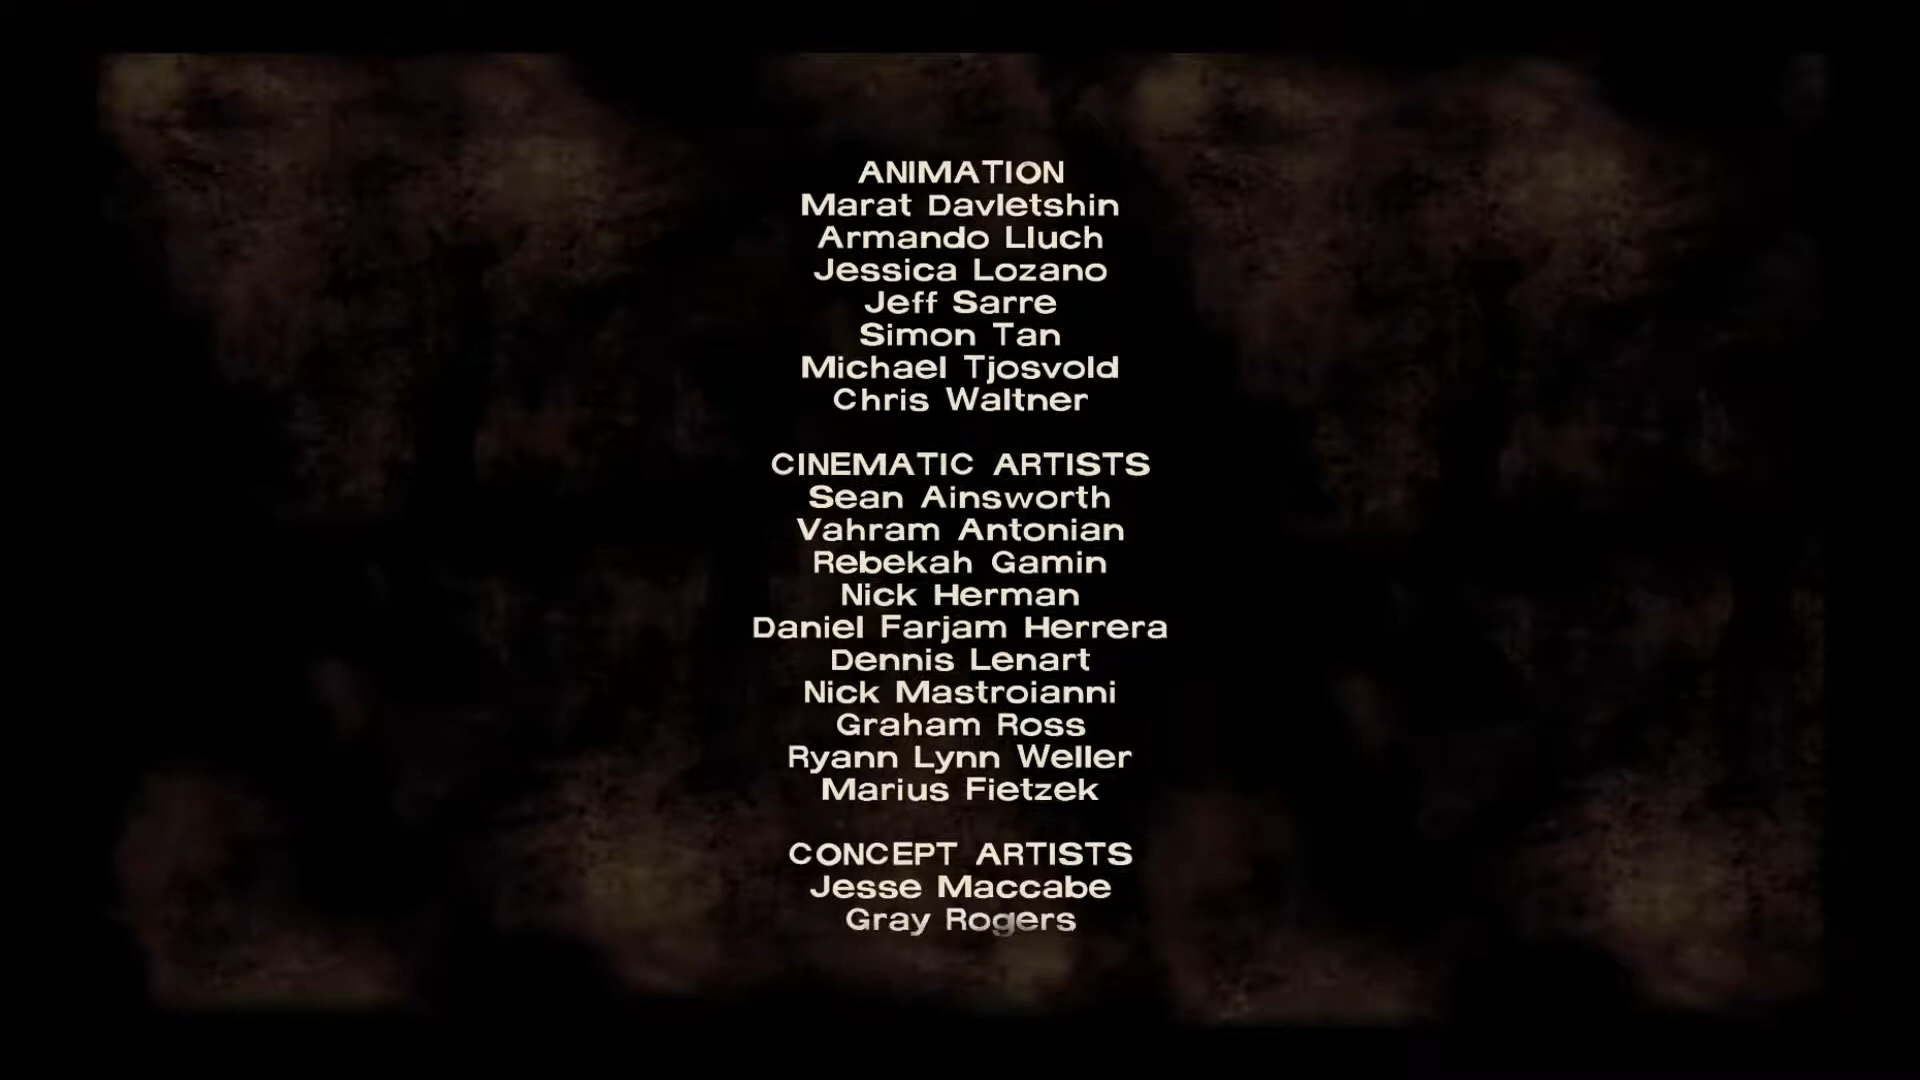 ANIMATION
Marat Davletshin
Armando Lluch
Jessica Lozano
Jeff Sarre
Simon Tan
Michael Tjosvold
Chris Waltner
CINEMATIC ARTISTS
Sean Ainsworth
Vahram Antonian
Rebekah Gamin
Nick Herman
Daniel Farjam Herrera
Dennis Lenart
Nick Mastroianni
Graham Ross
Ryann Lynn Weller
Marius Fietzek
CONCEPT ARTISTS
Jesse Maccabe
Gray Rogers